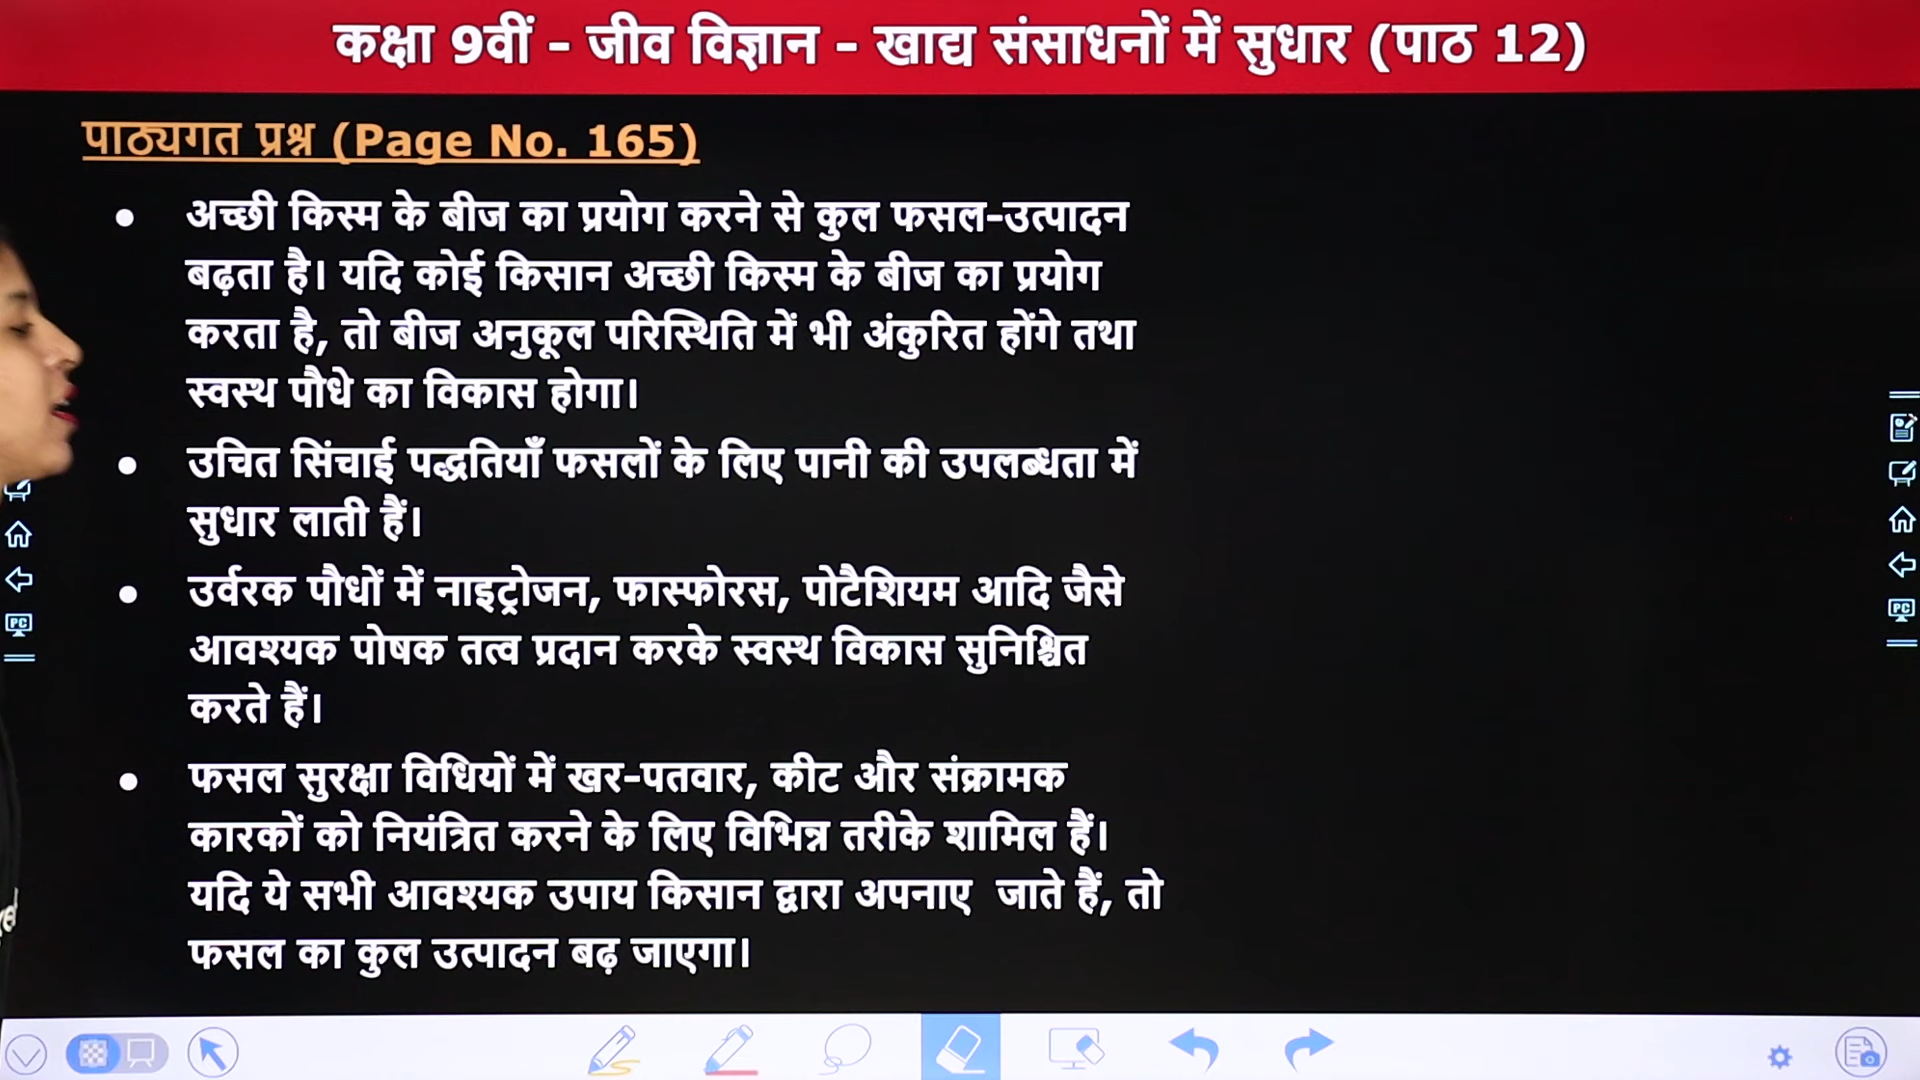 कक्षा 9वीं - जीव विज्ञान - खाद्य संसाधनों में सुधार (पाठ 12)
पाठ्यगत प्रश्न (Page No. 165)
• अच्छी किस्म के बीज का प्रयोग करने से कुल फसल-उत्पादन
बढ़ता है। यदि कोई किसान अच्छी किस्म के बीज का प्रयोग
करता है, तो बीज अनुकूल परिस्थिति में भी अंकुरित होंगे तथा
स्वस्थ पौधे का विकास होगा।
• उचित सिंचाई पद्धतियाँ फसलों के लिए पानी की उपलब्धता में
सुधार लाती हैं।
• उर्वरक पौधों में नाइट्रोजन, फास्फोरस, पोटैशियम आदि जैसे
आवश्यक पोषक तत्व प्रदान करके स्वस्थ विकास सुनिश्चित
करते हैं।
• फसल सुरक्षा विधियों में खर-पतवार, कीट और संक्रामक
कारकों को नियंत्रित करने के लिए विभिन्न तरीके शामिल हैं।
यदि ये सभी आवश्यक उपाय किसान द्वारा अपनाए जाते हैं, तो
फसल का कुल उत्पादन बढ़ जाएगा।
PC
PC